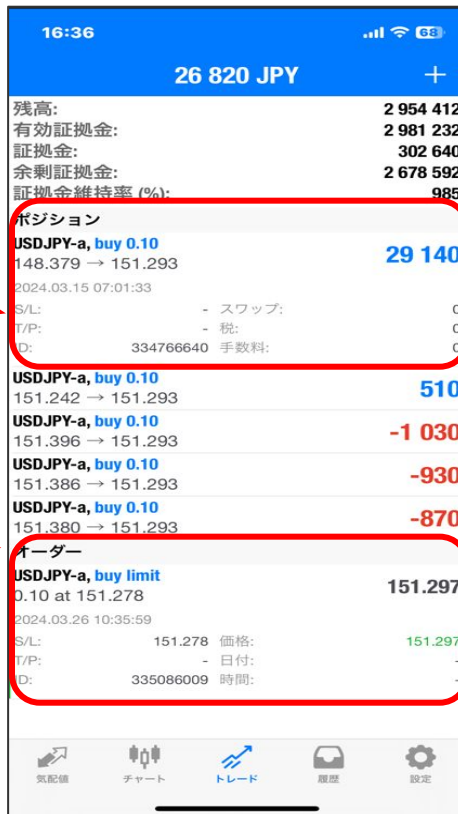 16:36 68
26 820 JPY +
残高: 2 954 412
有効証拠金: 2 981 232
証拠金: 302 640
余剰証拠金: 2 678 592
証拠金維持率 (%): 985
ポジション
USDJPY-a, buy 0.10
148.379 → 151.293 29 140
2024.03.15 07:01:33
S/L: - スワップ: 0
T/P: - 税: 0
ID: 334766640 手数料: 0
USDJPY-a, buy 0.10
151.242 → 151.293 510
USDJPY-a, buy 0.10
151.396 → 151.293 -1 030
USDJPY-a, buy 0.10
151.386 → 151.293 -930
USDJPY-a, buy 0.10
151.380 → 151.293 -870
オーダー
USDJPY-a, buy limit
0.10 at 151.278 151.297
2024.03.26 10:35:59
S/L: 151.278 価格: 151.297
T/P: - 日付: -
ID: 335086009 時間: -
気配値 チャート トレード 履歴 設定